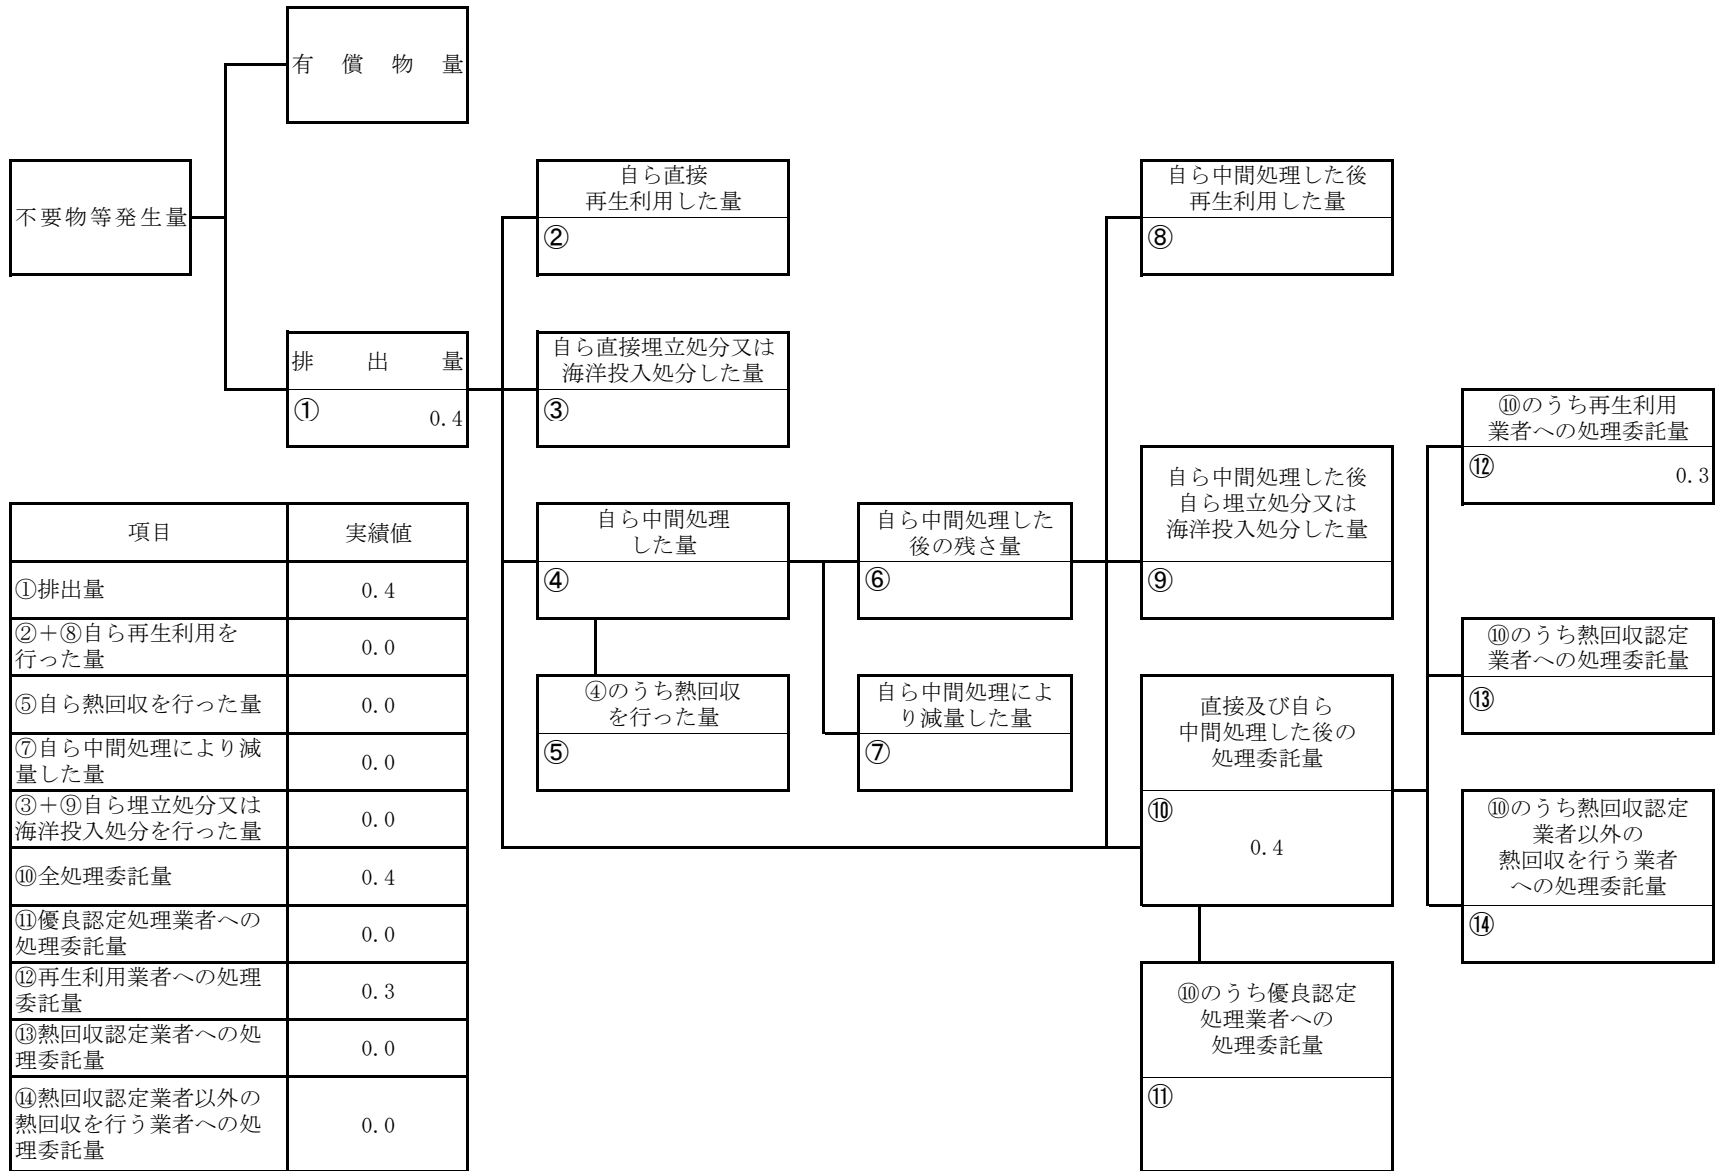 有償物量
不要物等発生量
排出量
①
0.4
自ら直接
再生利用した量
②
自ら直接埋立処分又は
海洋投入処分した量
③
自ら中間処理
した量
④
④のうち熱回収
を行った量
⑤
自ら中間処理した
後の残さ量
⑥
自ら中間処理によ
り減量した量
⑦
自ら中間処理した後
再生利用した量
⑧
自ら中間処理した後
自ら埋立処分又は
海洋投入処分した量
⑨
直接及び自ら
中間処理した後の
処理委託量
⑩
0.4
⑩のうち優良認定
処理業者への
処理委託量
⑪
⑩のうち再生利用
業者への処理委託量
⑫
0.3
⑩のうち熱回収認定
業者への処理委託量
⑬
⑩のうち熱回収認定
業者以外の
熱回収を行う業者
への処理委託量
⑭
項目 実績値
①排出量 0.4
②+⑧自ら再生利用を
行った量 0.0
⑤自ら熱回収を行った量 0.0
⑦自ら中間処理により減
量した量 0.0
③+⑨自ら埋立処分又は
海洋投入処分を行った量 0.0
⑩全処理委託量 0.4
⑪優良認定処理業者への
処理委託量 0.0
⑫再生利用業者への処理
委託量 0.3
⑬熱回収認定業者への処
理委託量 0.0
⑭熱回収認定業者以外の
熱回収を行う業者への処
理委託量 0.0